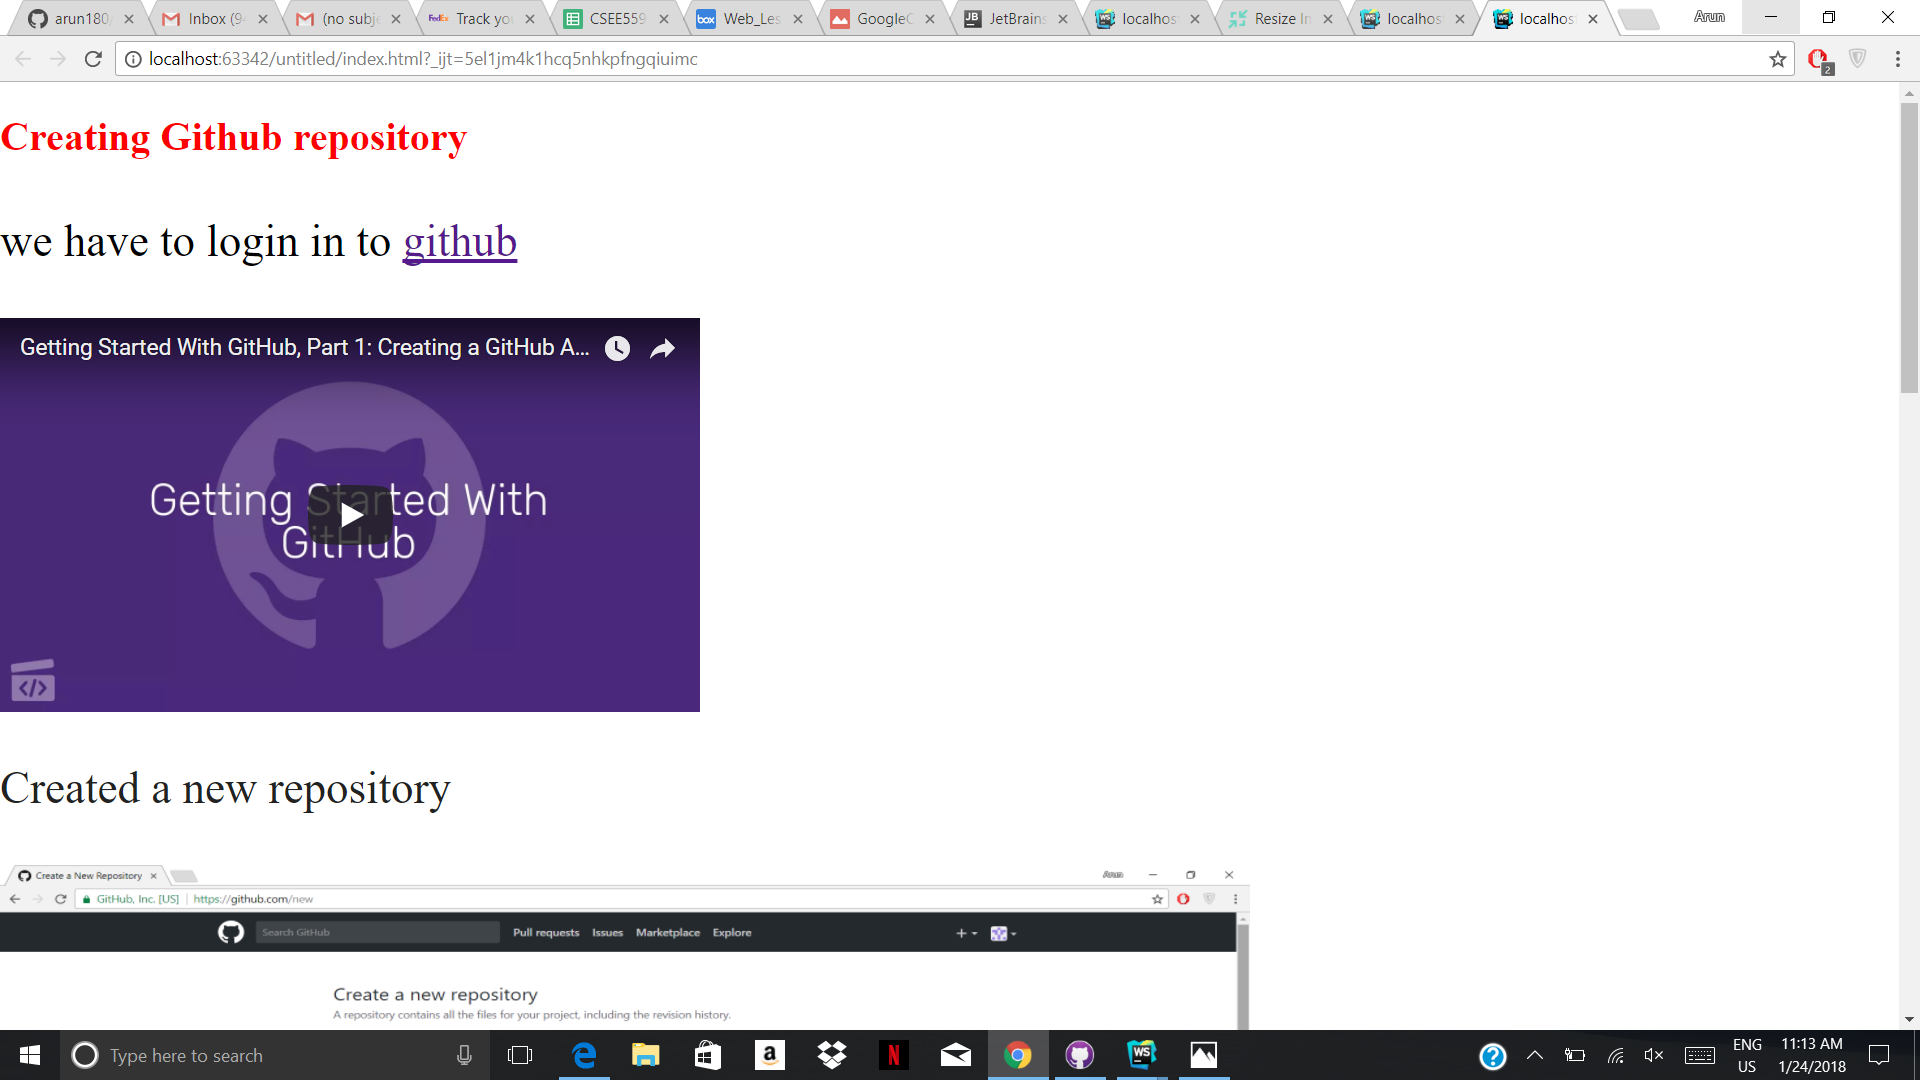 arun180
Inbox (9
(no subj
Track you
CSEE559
Web_Les
GoogleC
JetBrains
localhos
Resize In
localhos
localhos
Arun
localhost:63342/untitled/index.html?_ijt=5el1jm4k1hcq5nhkpfngqiuimc
2
Creating Github repository
we have to login in to github
Getting Started With GitHub, Part 1: Creating a GitHub A...
Getting Started With
GitHub
Created a new repository
Create a New Repository
Arun
GitHub, Inc. [US] | https://github.com/new
Search GitHub
Pull requests Issues Marketplace Explore
Create a new repository
A repository contains all the files for your project, including the revision history.
Type here to search
ENG
US
11:13 AM
1/24/2018